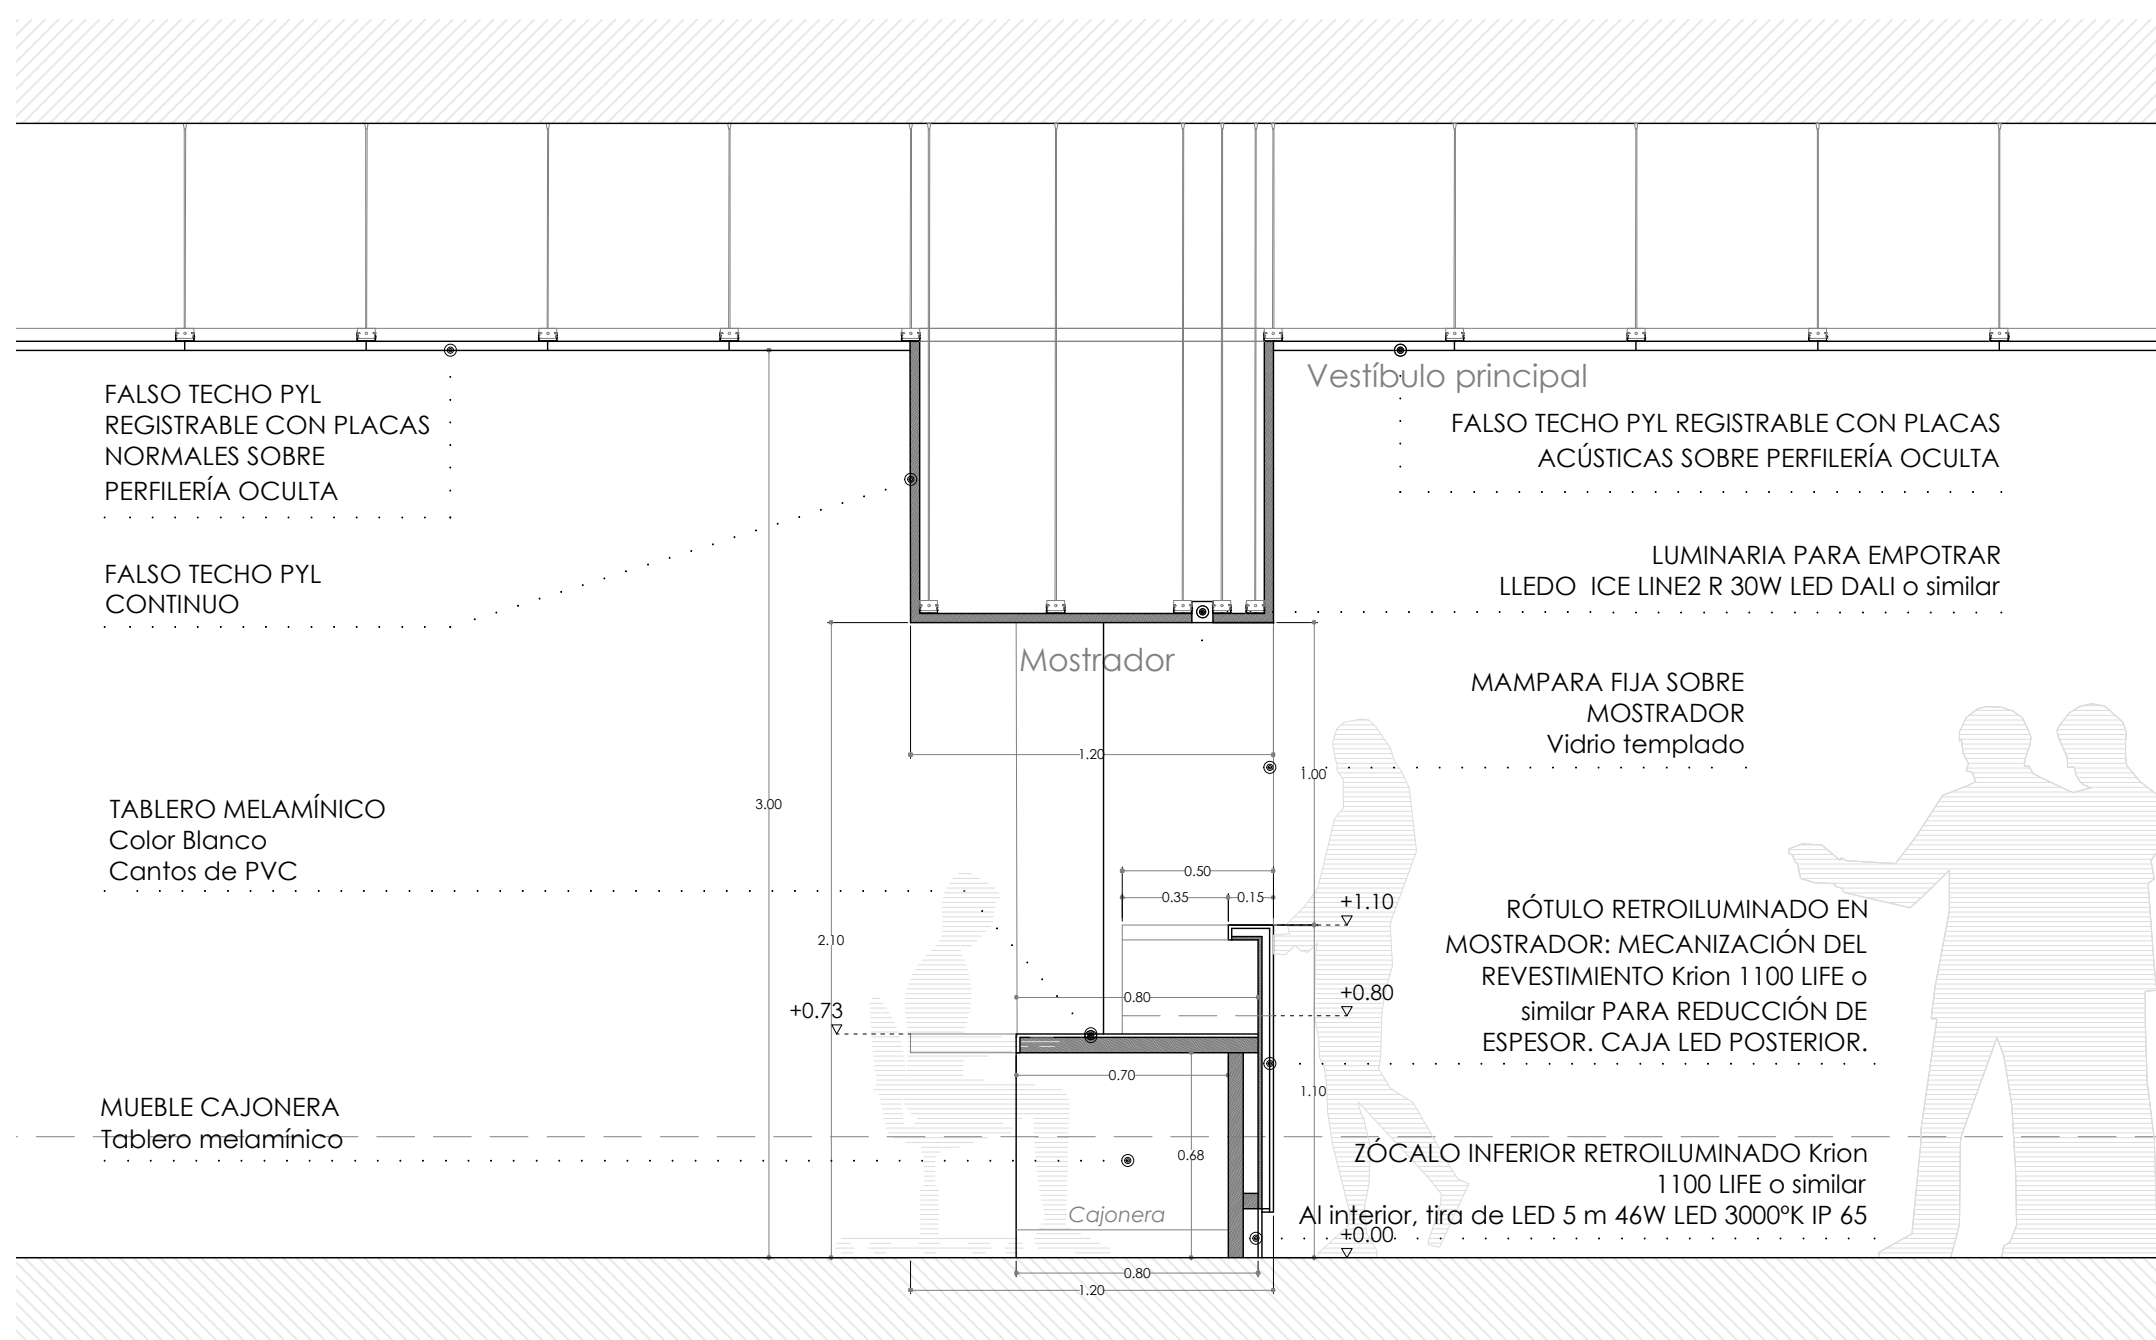 Vestíbulo principal
FALSO TECHO PYL
REGISTRABLE CON PLACAS
NORMALES SOBRE
PERFILERÍA OCULTA
FALSO TECHO PYL REGISTRABLE CON PLACAS
ACÚSTICAS SOBRE PERFILERÍA OCULTA
FALSO TECHO PYL
CONTINUO
LUMINARIA PARA EMPOTRAR
LLEDO ICE LINE2 R 30W LED DALI o similar
Mostrador
MAMPARA FIJA SOBRE
MOSTRADOR
Vidrio templado
1.20
1.00
3.00
TABLERO MELAMÍNICO
Color Blanco
Cantos de PVC
0.50
0.35
0.15
+1.10
2.10
RÓTULO RETROILUMINADO EN
MOSTRADOR: MECANIZACIÓN DEL
REVESTIMIENTO Krion 1100 LIFE o
similar PARA REDUCCIÓN DE
ESPESOR. CAJA LED POSTERIOR.
0.80
+0.80
+0.73
0.70
1.10
MUEBLE CAJONERA
Tablero melamínico
0.68
Cajonera
ZÓCALO INFERIOR RETROILUMINADO Krion
1100 LIFE o similar
Al interior, tira de LED 5 m 46W LED 3000ºK IP 65
+0.00
0.80
1.20